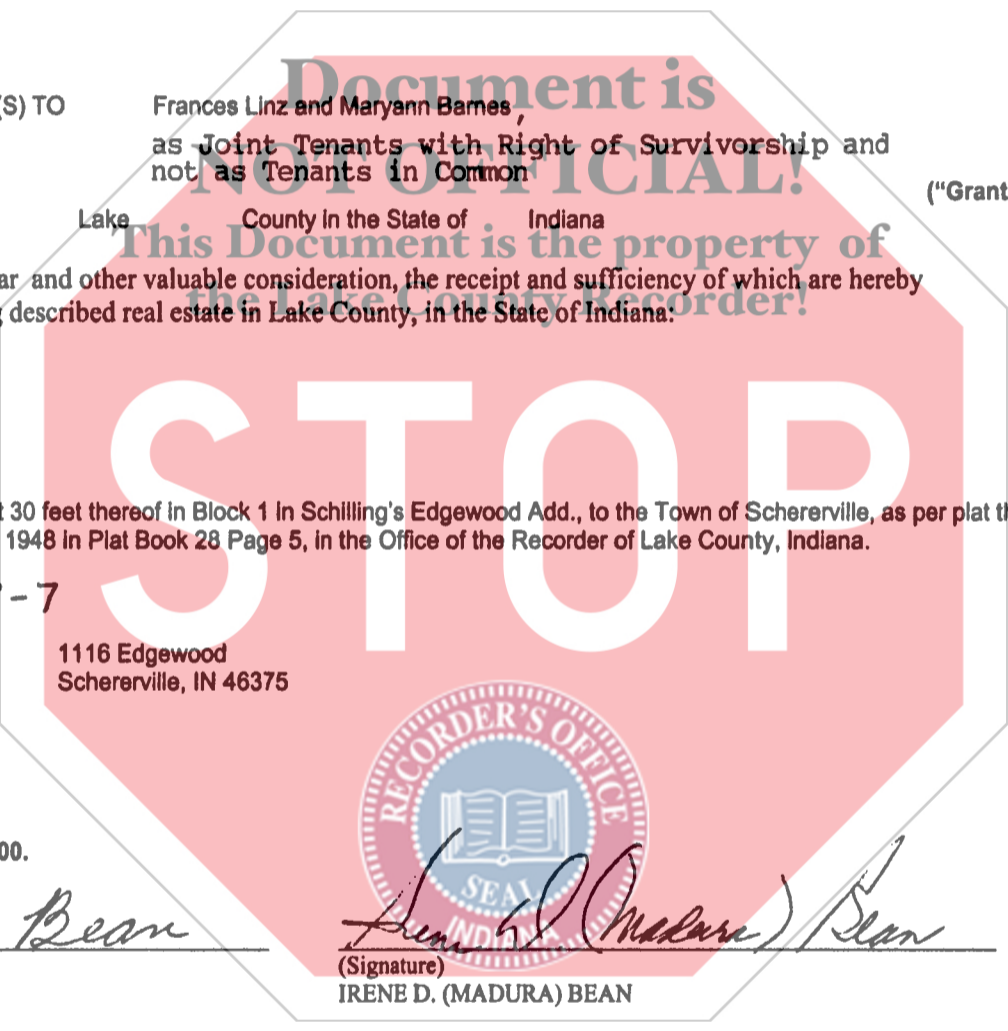 Document is
NOT OFFICIAL!
This Document is the property of
the Lake County Recorder!
STOP
(S) TO Frances Linz and Maryann Barnes,
as Joint Tenants with Right of Survivorship and
not as Tenants in Common
("Grant
Lake County in the State of Indiana
ar and other valuable consideration, the receipt and sufficiency of which are hereby
described real estate in Lake County, in the State of Indiana:
t 30 feet thereof in Block 1 in Schilling's Edgewood Add., to the Town of Schererville, as per plat th
1948 in Plat Book 28 Page 5, in the Office of the Recorder of Lake County, Indiana.
- 7
1116 Edgewood
Schererville, IN 46375
RECORDER'S OFFICE
SEAL
INDIANA
00.
Bean
Irene D. (Madura) Bean
(Signature)
IRENE D. (MADURA) BEAN